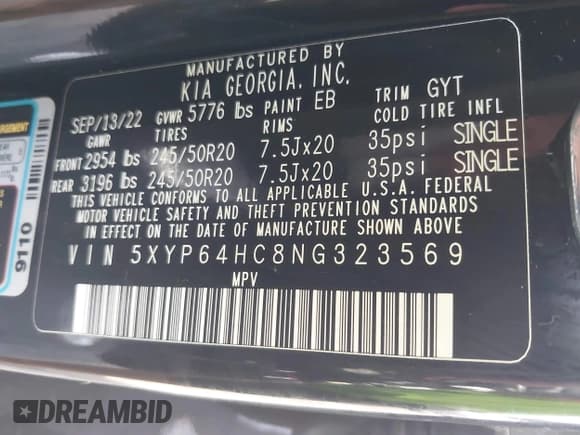 MANUFACTURED BY
KIA GEORGIA, INC.
SEP/13/22 GVWR 5776 lbs PAINT EB TRIM GYT
GAWR TIRES RIMS COLD TIRE INFL
FRONT 2954 lbs 245/50R20 7.5Jx20 35psi SINGLE
REAR 3196 lbs 245/50R20 7.5Jx20 35psi SINGLE
THIS VEHICLE CONFORMS TO ALL APPLICABLE U.S.A. FEDERAL
MOTOR VEHICLE SAFETY AND THEFT PREVENTION STANDARDS
IN EFFECT ON THE DATE OF MANUFACTURE SHOWN ABOVE
VIN 5XYP64HC8NG323569
MPV
9110
DREAMBID